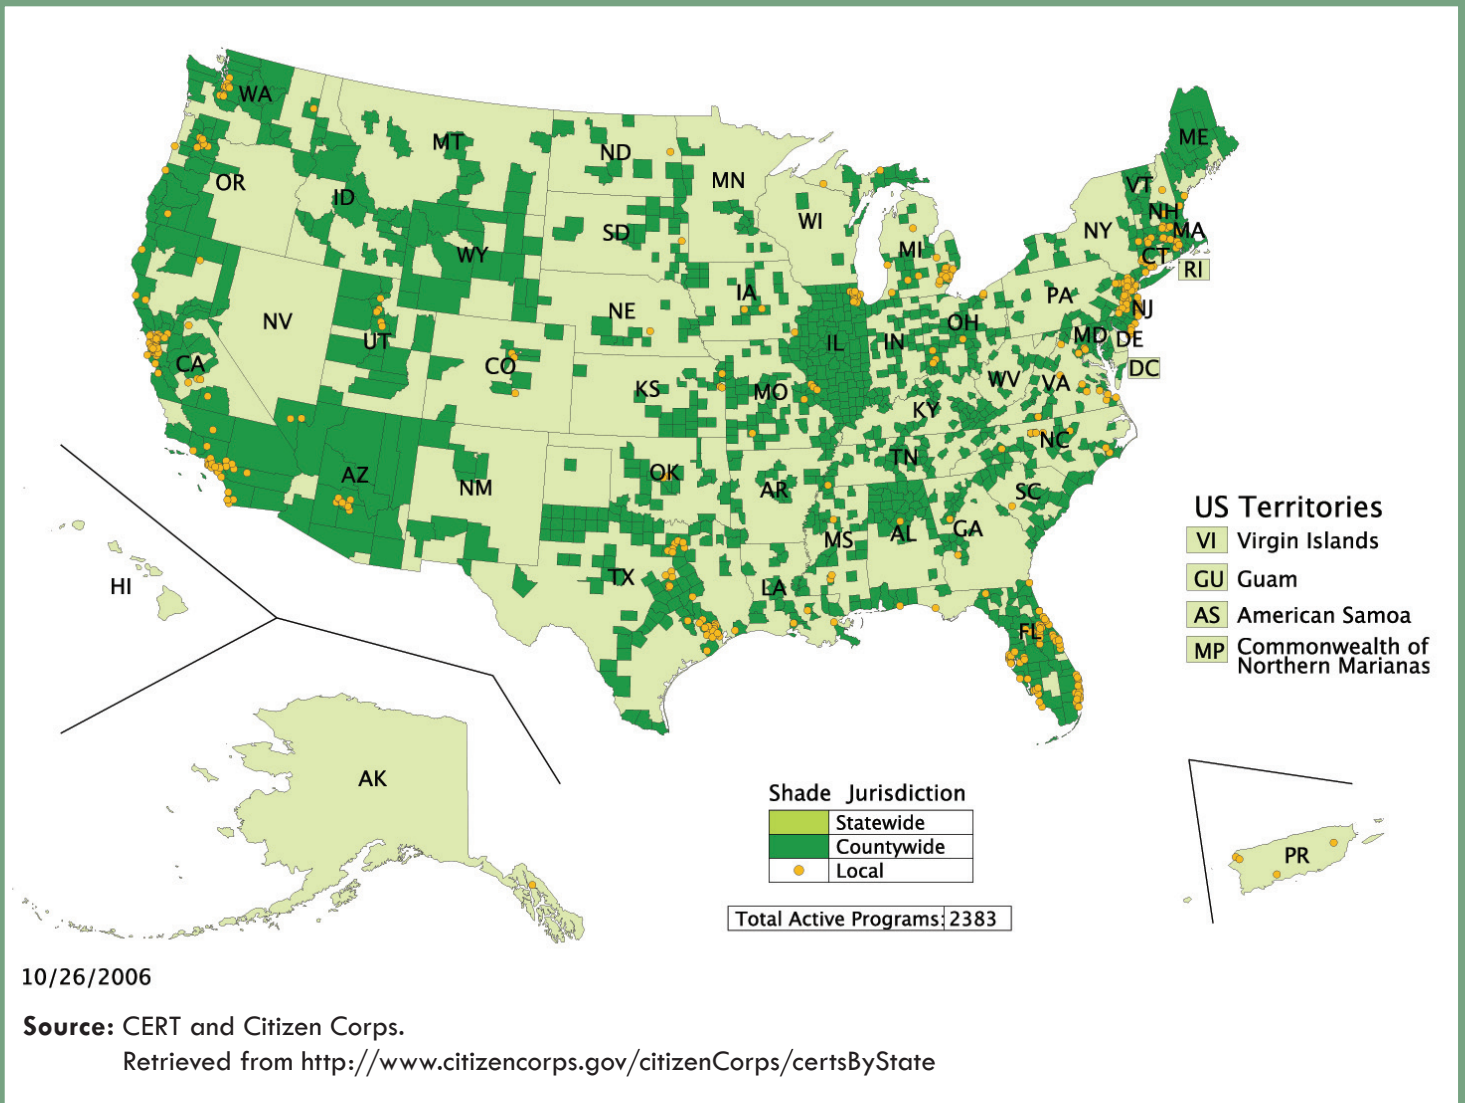 WA
MT
ND
MN
ME
OR
ID
VT
WI
NH
NY
MA
SD
MI
WY
CT
RI
IA
PA
NE
NJ
NV
OH
UT
IL
IN
MD
DE
CA
CO
DC
KS
MO
WV
VA
KY
NC
TN
AZ
OK
NM
AR
SC
MS
AL
GA
TX
LA
HI
FL
AK
PR
US Territories
VI Virgin Islands
GU Guam
AS American Samoa
MP Commonwealth of
Northern Marianas
Shade Jurisdiction
Statewide
Countywide
Local
Total Active Programs: 2383
10/26/2006
Source: CERT and Citizen Corps.
Retrieved from http://www.citizencorps.gov/citizenCorps/certsByState